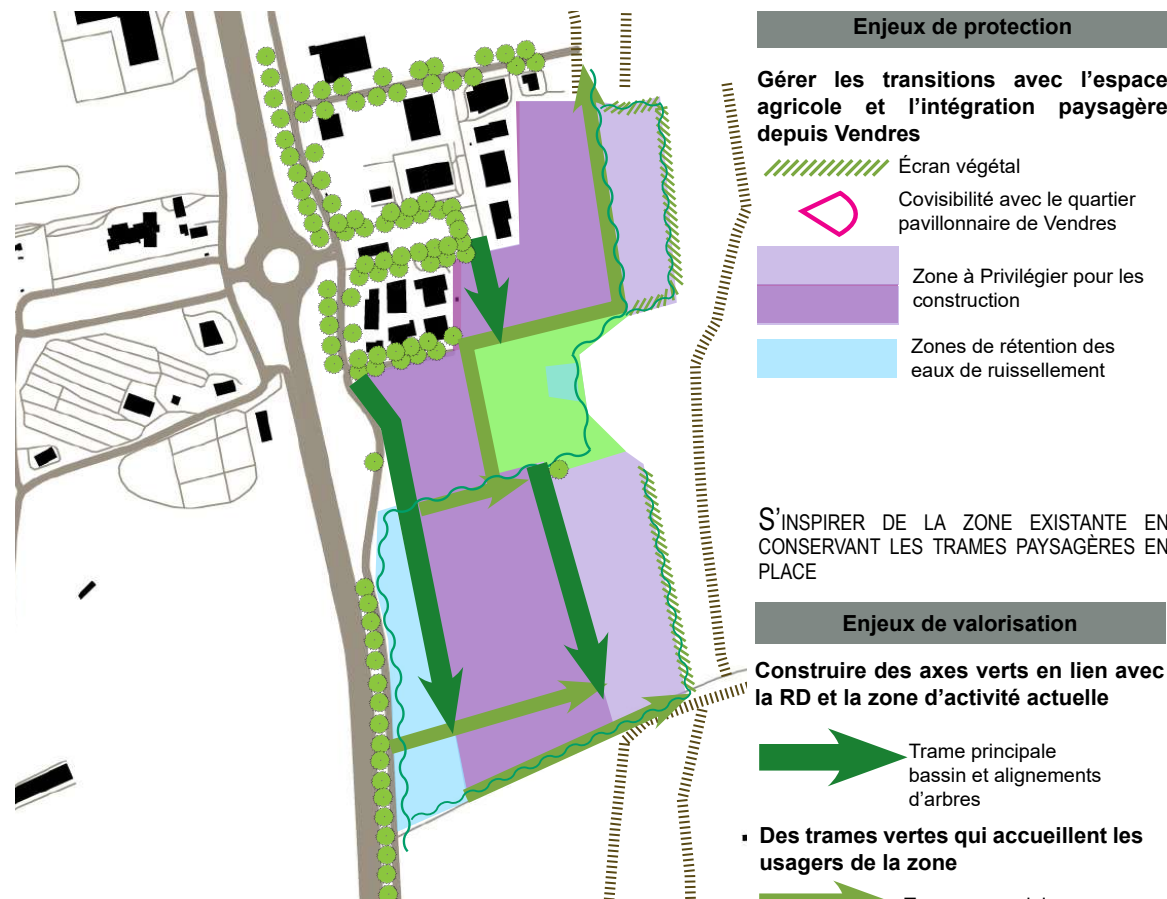 Enjeux de protection
Gérer les transitions avec l'espace
agricole et l'intégration paysagère
depuis Vendres
Écran végétal
Covisibilité avec le quartier
pavillonnaire de Vendres
Zone à Privilégier pour les
construction
Zones de rétention des
eaux de ruissellement
S'INSPIRER DE LA ZONE EXISTANTE EN
CONSERVANT LES TRAMES PAYSAGÈRES EN
PLACE
Enjeux de valorisation
Construire des axes verts en lien avec
la RD et la zone d'activité actuelle
Trame principale
bassin et alignements
d'arbres
Des trames vertes qui accueillent les
usagers de la zone